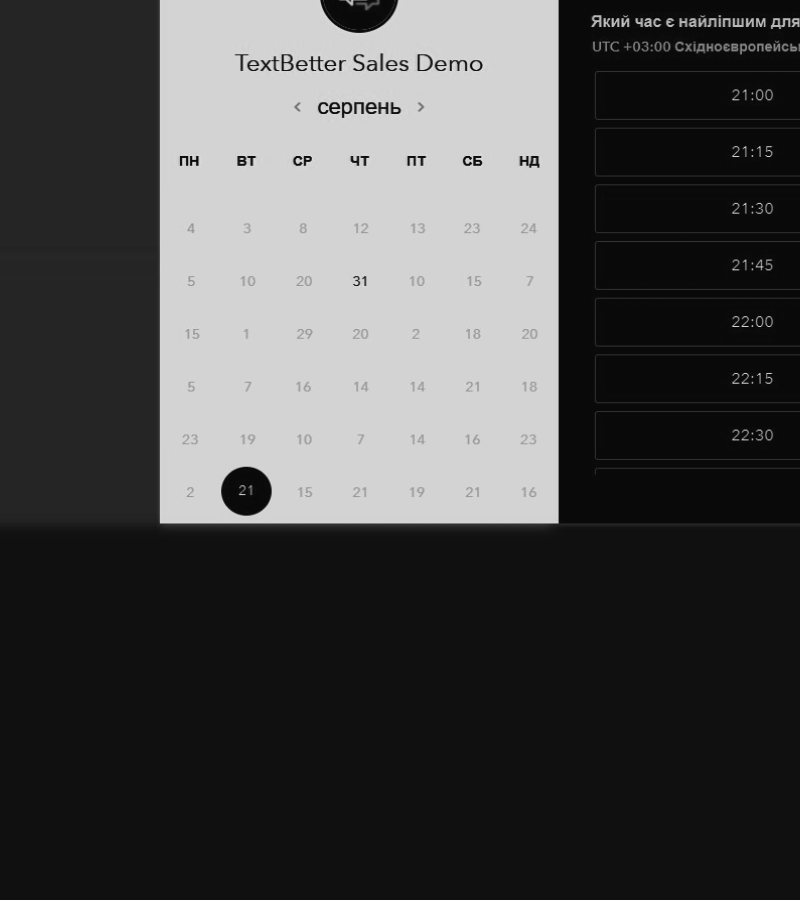 TextBetter Sales Demo
‹ серпень ›
ПН ВТ СР ЧТ ПТ СБ НД
4 3 8 12 13 23 24
5 10 20 31 10 15 7
15 1 29 20 2 18 20
5 7 16 14 14 21 18
23 19 10 7 14 16 23
2 21 15 21 19 21 16
Який час є найліпшим для
UTC +03:00
21:00
21:15
21:30
21:45
22:00
22:15
22:30